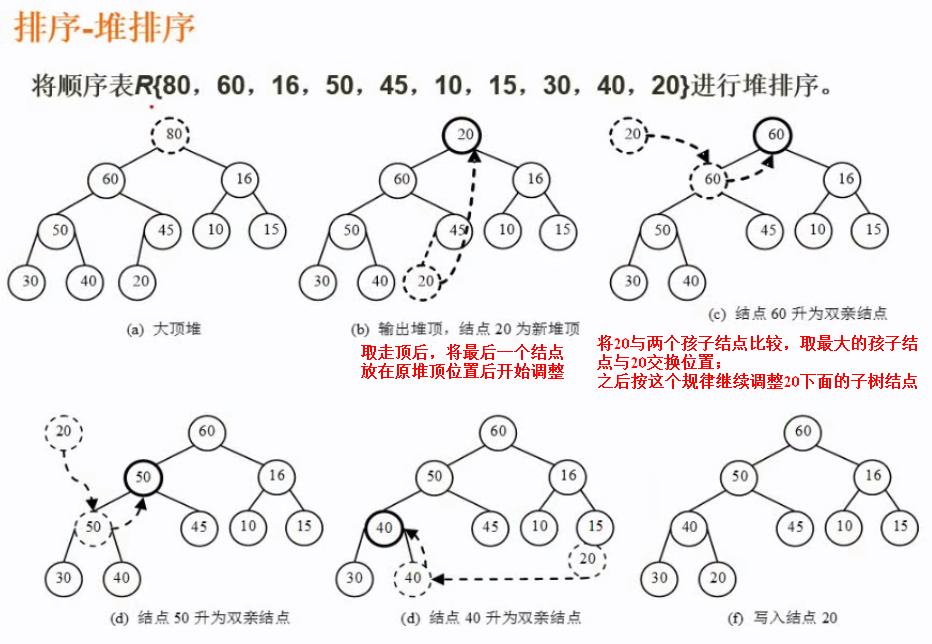 排序-堆排序
将顺序表R{80，60，16，50，45，10，15，30，40，20}进行堆排序。
80
60 16
50 45 10 15
30 40 20
(a) 大顶堆
20
60 16
50 45 10 15
30 40 20
(b) 输出堆顶，结点 20 为新堆顶
取走顶后，将最后一个结点
放在原堆顶位置后开始调整
20 60
60 16
50 45 10 15
30 40
(c) 结点 60 升为双亲结点
将20与两个孩子结点比较，取最大的孩子结
点与20交换位置；
之后按这个规律继续调整20下面的子树结点
20 60
50 16
50 45 10 15
30 40
(d) 结点 50 升为双亲结点
60
50 16
40 45 10 15
30 40 20
(d) 结点 40 升为双亲结点
60
50 16
40 45 10 15
30 20
(f) 写入结点 20